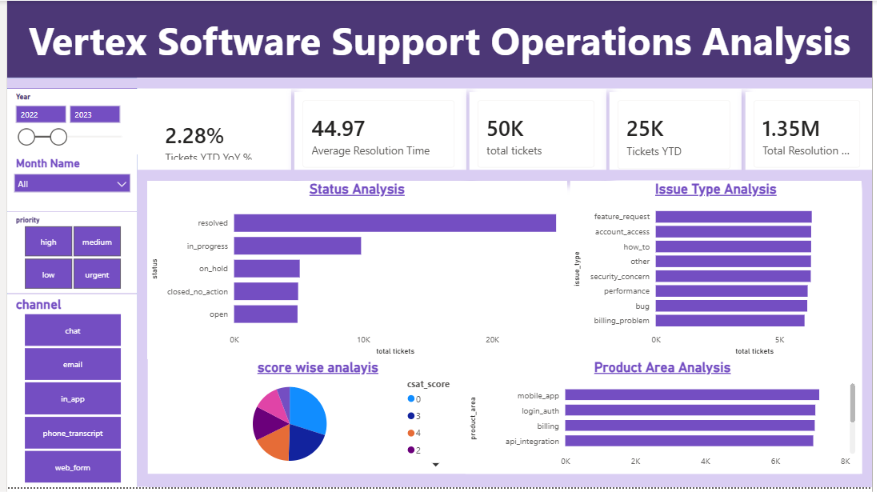 Vertex Software Support Operations Analysis
Year
2022
2023
Month Name
All
priority
high
medium
low
urgent
channel
chat
email
in_app
phone_transcript
web_form
2.28%
Tickets YTD YoY %
44.97
Average Resolution Time
50K
total tickets
25K
Tickets YTD
1.35M
Total Resolution ...
Status Analysis
status
resolved
in_progress
on_hold
closed_no_action
open
0K 10K 20K
total tickets
Issue Type Analysis
issue_type
feature_request
account_access
how_to
other
security_concern
performance
bug
billing_problem
0K 5K
total tickets
score wise analayis
csat_score
0
3
4
2
Product Area Analysis
product_area
mobile_app
login_auth
billing
api_integration
0K 2K 4K 6K 8K